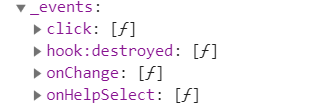 ▼ _events:
▶ click: [ƒ]
▶ hook:destroyed: [ƒ]
▶ onChange: [ƒ]
▶ onHelpSelect: [ƒ]